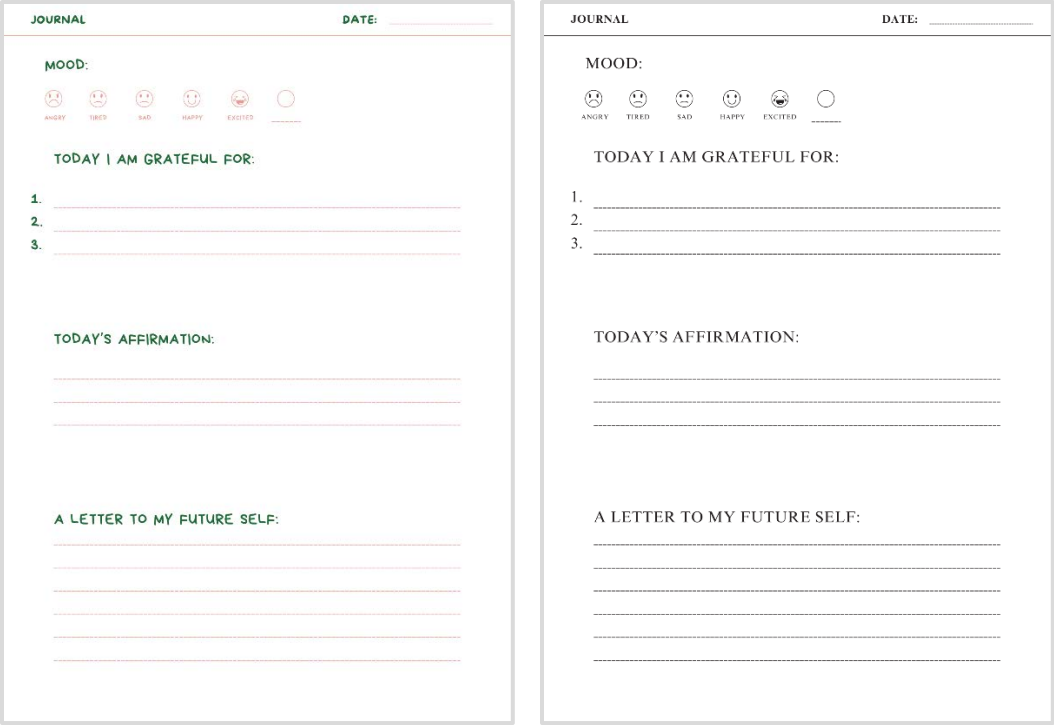 JOURNAL DATE:
MOOD:
ANGRY TIRED SAD HAPPY EXCITED
TODAY I AM GRATEFUL FOR:
1.
2.
3.
TODAY'S AFFIRMATION:
A LETTER TO MY FUTURE SELF:
JOURNAL DATE:
MOOD:
ANGRY TIRED SAD HAPPY EXCITED
TODAY I AM GRATEFUL FOR:
1.
2.
3.
TODAY'S AFFIRMATION:
A LETTER TO MY FUTURE SELF: